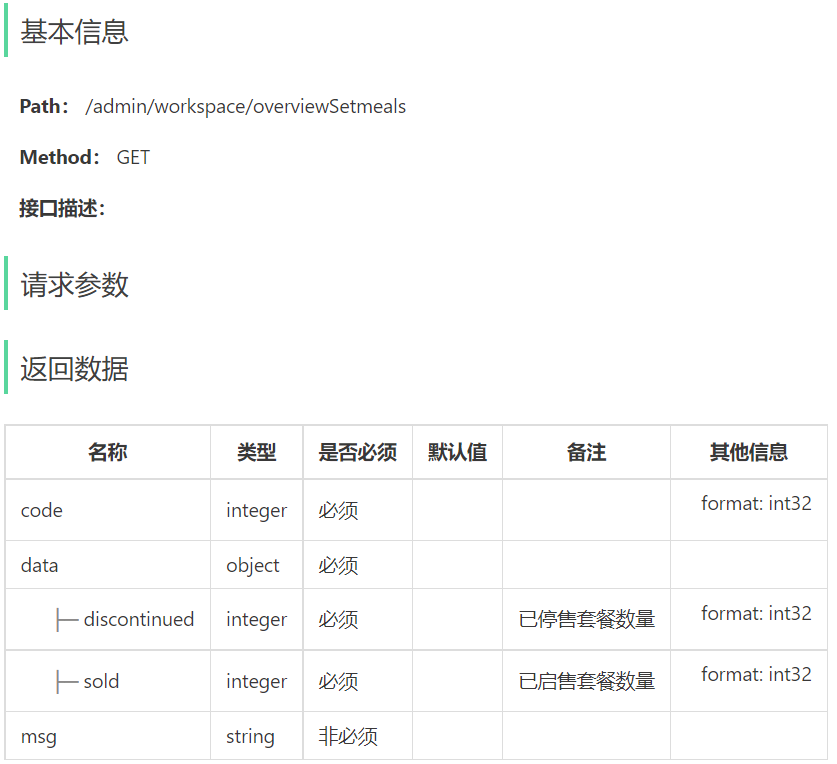 基本信息
Path： /admin/workspace/overviewSetmeals
Method： GET
接口描述：
请求参数
返回数据
名称 类型 是否必须 默认值 备注 其他信息
code integer 必须 format: int32
data object 必须
├─ discontinued integer 必须 已停售套餐数量 format: int32
├─ sold integer 必须 已启售套餐数量 format: int32
msg string 非必须